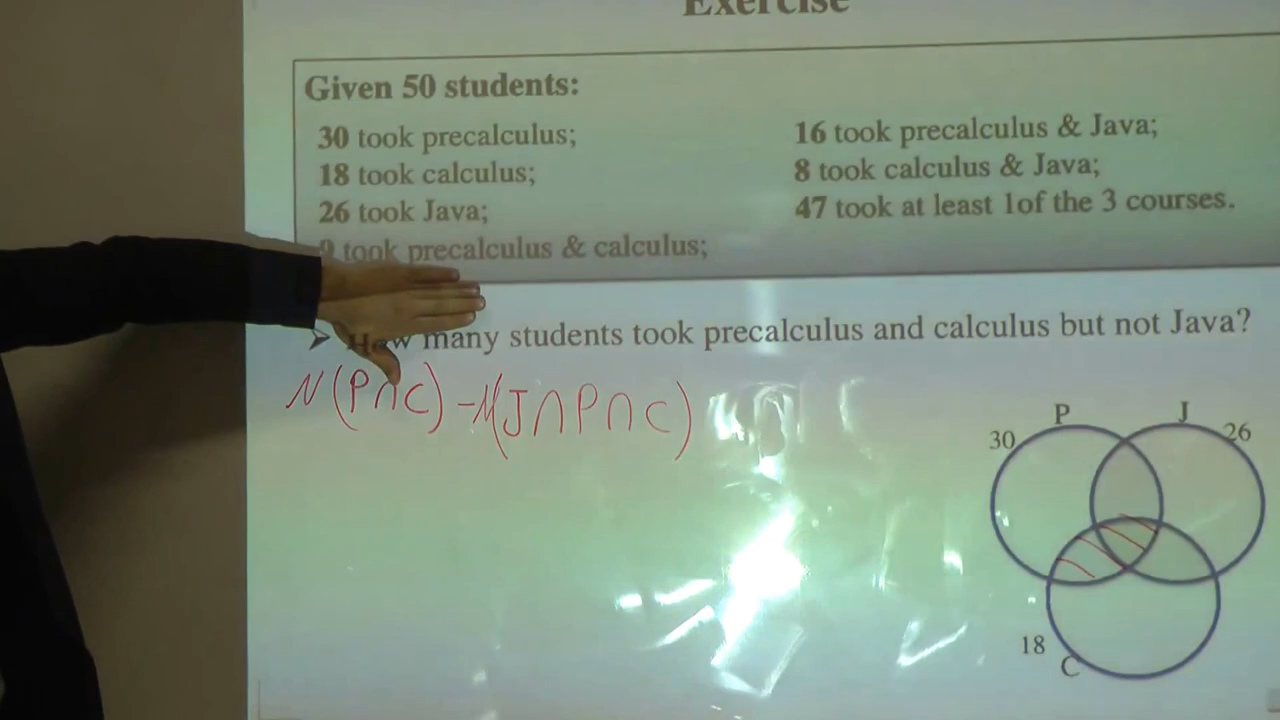 Exercise
Given 50 students:
30 took precalculus;
18 took calculus;
26 took Java;
9 took precalculus & calculus;
16 took precalculus & Java;
8 took calculus & Java;
47 took at least 1of the 3 courses.
➢ How many students took precalculus and calculus but not Java?
N(P∩C) -N(J∩P∩C)
P
J
30
26
18
C